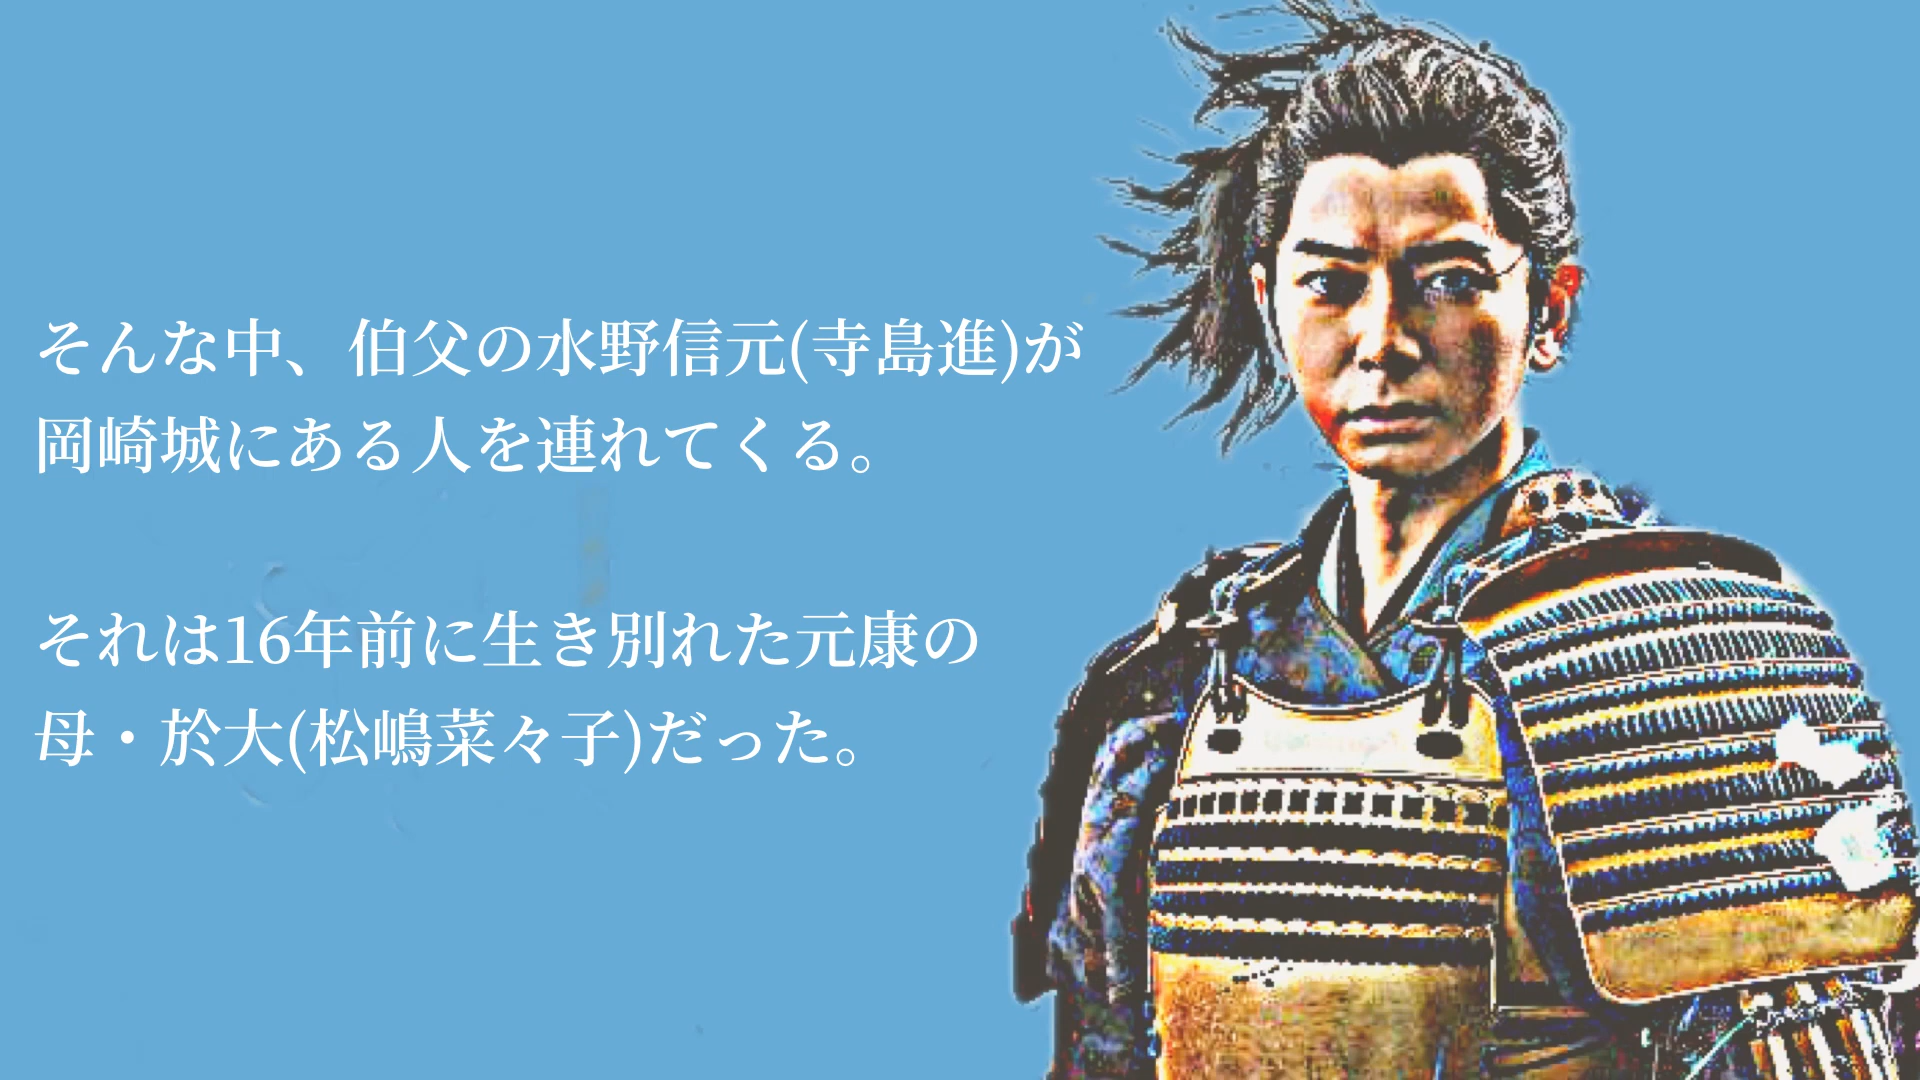 そんな中、伯父の水野信元(寺島進)が
岡崎城にある人を連れてくる。
それは16年前に生き別れた元康の
母・於大(松嶋菜々子)だった。